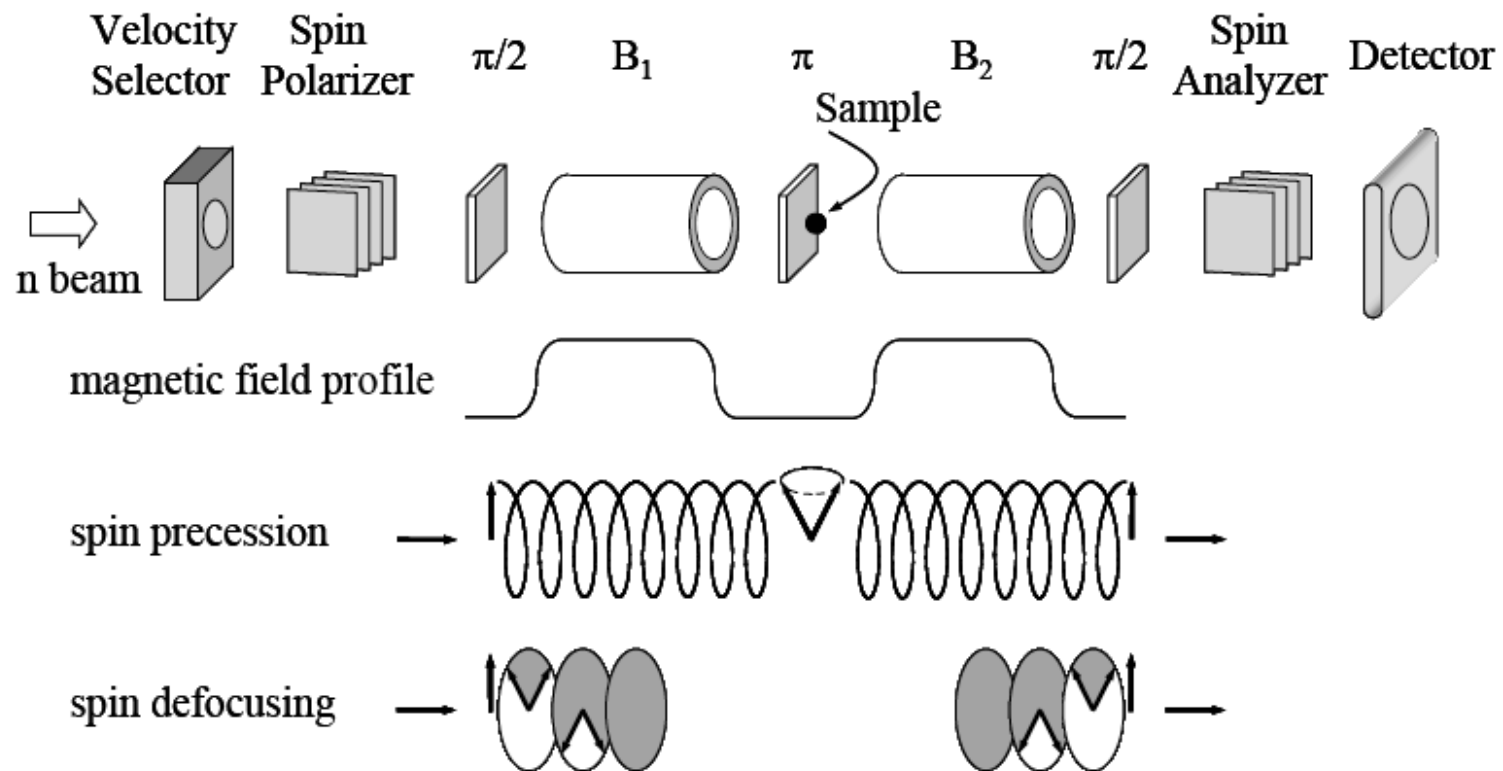 Velocity
Selector
Spin
Polarizer
π/2
B₁
π
B₂
π/2
Spin
Analyzer
Detector
Sample
n beam
magnetic field profile
spin precession
spin defocusing